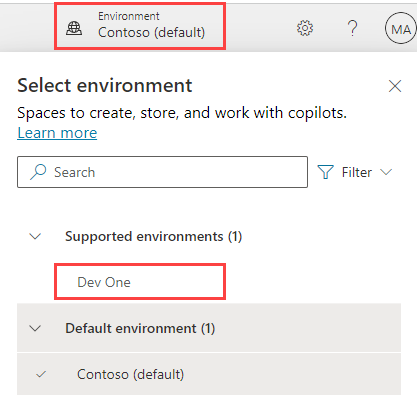 Environment
Contoso (default)
?
MA
Select environment
Spaces to create, store, and work with copilots.
Learn more
Search
Filter
Supported environments (1)
Dev One
Default environment (1)
Contoso (default)